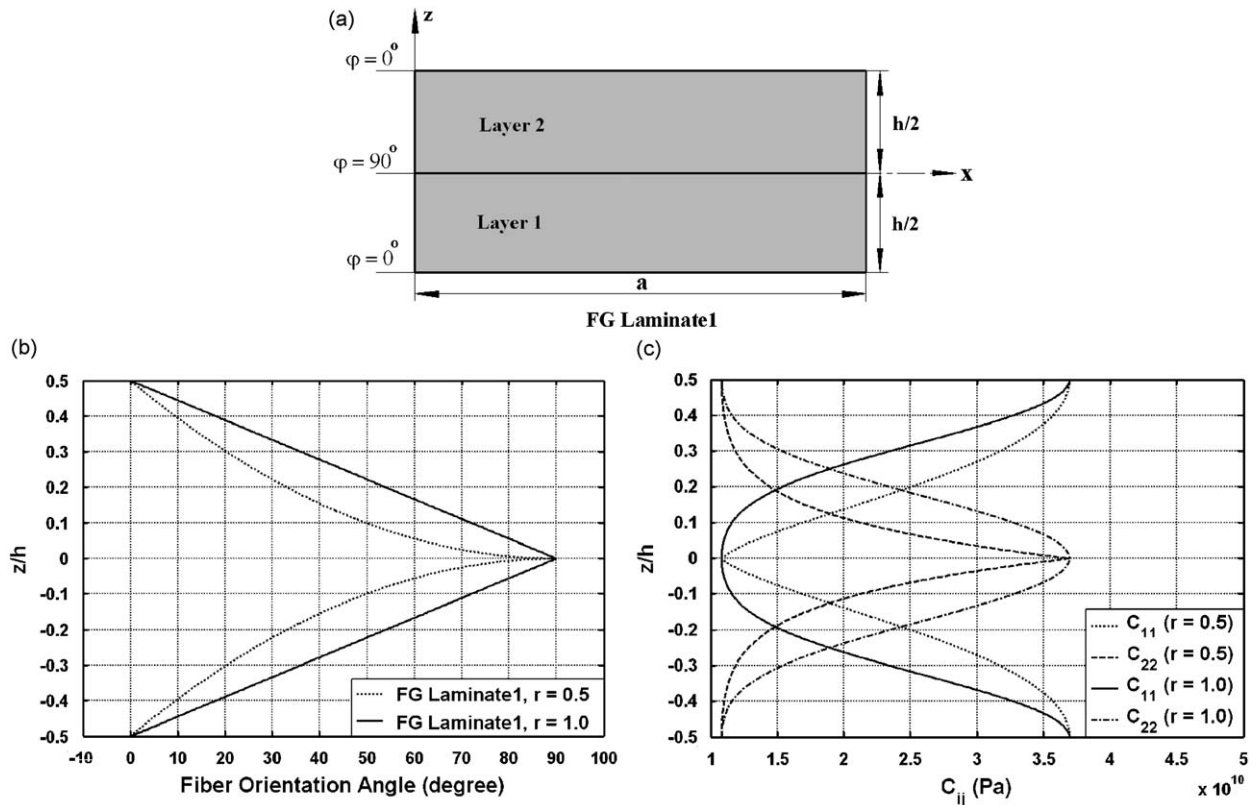 (a)
z
φ = 0°
Layer 2
h/2
φ = 90°
x
Layer 1
h/2
φ = 0°
a
FG Laminate1
(b)
0.5
0.4
0.3
0.2
0.1
0
-0.1
-0.2
-0.3
-0.4
-0.5
z/h
FG Laminate1, r = 0.5
FG Laminate1, r = 1.0
-10 0 10 20 30 40 50 60 70 80 90 100
Fiber Orientation Angle (degree)
(c)
0.5
0.4
0.3
0.2
0.1
0
-0.1
-0.2
-0.3
-0.4
-0.5
z/h
C11 (r = 0.5)
C22 (r = 0.5)
C11 (r = 1.0)
C22 (r = 1.0)
1 1.5 2 2.5 3 3.5 4 4.5 5
Cij (Pa)
x 10^10